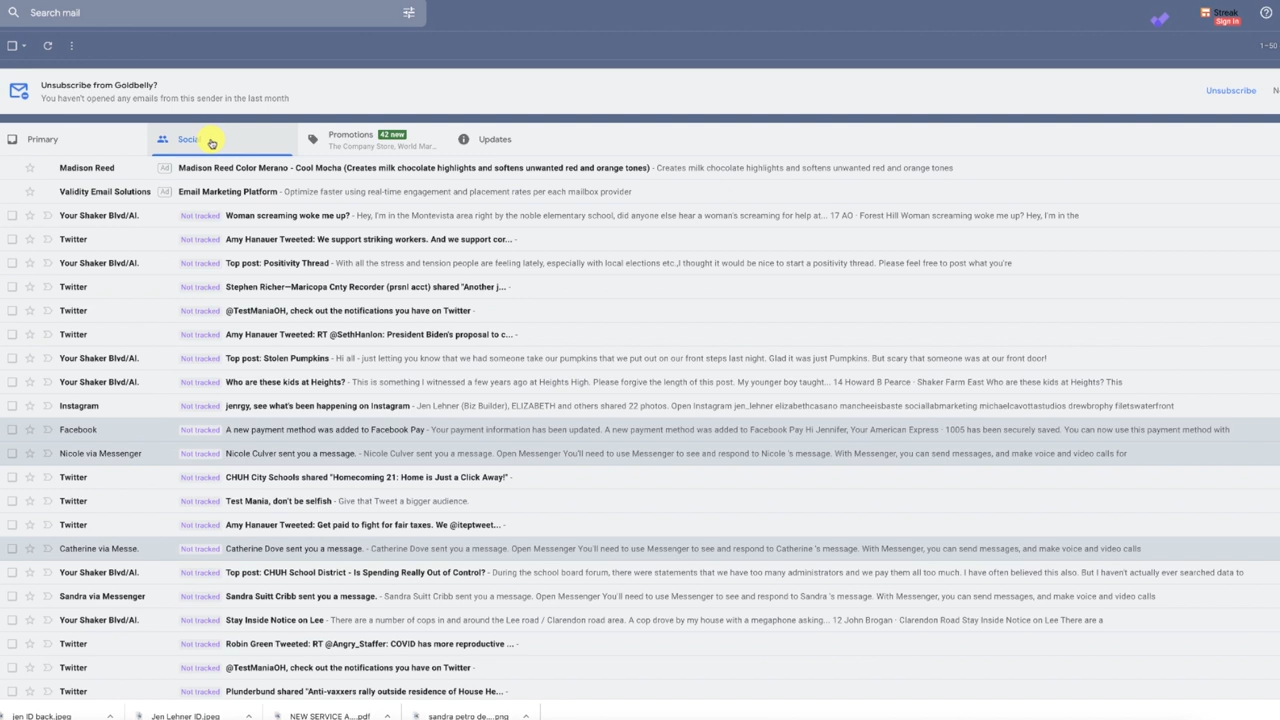 Search mail
Streak
Sign in
1–50
Unsubscribe from Goldbelly?
You haven't opened any emails from this sender in the last month
Unsubscribe
Primary
Promotions 42 new
The Company Store, World Mar...
Updates
Madison Reed Ad Madison Reed Color Merano - Cool Mocha (Creates milk chocolate highlights and softens unwanted red and orange tones) - Creates milk chocolate highlights and softens unwanted red and orange tones)
Validity Email Solutions Ad Email Marketing Platform - Optimize faster using real-time engagement and placement rates per each mailbox provider
Your Shaker Blvd/Al. Not tracked Woman screaming woke me up? - Hey, I'm in the Montevista area right by the noble elementary school, did anyone else hear a woman's screaming for help at... 17 AO · Forest Hill Woman screaming woke me up? Hey, I'm in the
Twitter Not tracked Amy Hanauer Tweeted: We support striking workers. And we support cor... -
Your Shaker Blvd/Al. Not tracked Top post: Positivity Thread - With all the stress and tension people are feeling lately, especially with local elections etc.,I thought it would be nice to start a positivity thread. Please feel free to post what you're
Twitter Not tracked Stephen Richer—Maricopa Cnty Recorder (prsnl acct) shared "Another j... -
Twitter Not tracked @TestManiaOH, check out the notifications you have on Twitter -
Twitter Not tracked Amy Hanauer Tweeted: RT @SethHanlon: President Biden's proposal to c... -
Your Shaker Blvd/Al. Not tracked Top post: Stolen Pumpkins - Hi all - just letting you know that we had someone take our pumpkins that we put out on our front steps last night. Glad it was just Pumpkins. But scary that someone was at our front door!
Your Shaker Blvd/Al. Not tracked Who are these kids at Heights? - This is something I witnessed a few years ago at Heights High. Please forgive the length of this post. My younger boy taught... 14 Howard B Pearce · Shaker Farm East Who are these kids at Heights? This
Instagram Not tracked jenrgy, see what's been happening on Instagram - Jen Lehner (Biz Builder), ELIZABETH and others shared 22 photos. Open Instagram jen_lehner elizabethcasano mancheeisbaste sociallabmarketing michaelcavottastudios drewbrophy filetswaterfront
Facebook Not tracked A new payment method was added to Facebook Pay - Your payment information has been updated. A new payment method was added to Facebook Pay Hi Jennifer, Your American Express · 1005 has been securely saved. You can now use this payment method with
Nicole via Messenger Not tracked Nicole Culver sent you a message. - Nicole Culver sent you a message. Open Messenger You'll need to use Messenger to see and respond to Nicole 's message. With Messenger, you can send messages, and make voice and video calls for
Twitter Not tracked CHUH City Schools shared "Homecoming 21: Home is Just a Click Away!" -
Twitter Not tracked Test Mania, don't be selfish - Give that Tweet a bigger audience.
Twitter Not tracked Amy Hanauer Tweeted: Get paid to fight for fair taxes. We @iteptweet... -
Catherine via Messe. Not tracked Catherine Dove sent you a message. - Catherine Dove sent you a message. Open Messenger You'll need to use Messenger to see and respond to Catherine 's message. With Messenger, you can send messages, and make voice and video calls
Your Shaker Blvd/Al. Not tracked Top post: CHUH School District - Is Spending Really Out of Control? - During the school board forum, there were statements that we have too many administrators and we pay them all too much. I have often believed this also. But I haven't actually ever searched data to
Sandra via Messenger Not tracked Sandra Suitt Cribb sent you a message. - Sandra Suitt Cribb sent you a message. Open Messenger You'll need to use Messenger to see and respond to Sandra 's message. With Messenger, you can send messages, and make voice and video calls
Your Shaker Blvd/Al. Not tracked Stay Inside Notice on Lee - There are a number of cops in and around the Lee road / Clarendon road area. A cop drove by my house with a megaphone asking... 12 John Brogan · Clarendon Road Stay Inside Notice on Lee There are a
Twitter Not tracked Robin Green Tweeted: RT @Angry_Staffer: COVID has more reproductive ... -
Twitter Not tracked @TestManiaOH, check out the notifications you have on Twitter -
Twitter Not tracked Plunderbund shared "Anti-vaxxers rally outside residence of House He... -
jen ID back.jpeg
Jen Lehner ID.jpeg
NEW SERVICE A....pdf
sandra petro de....png